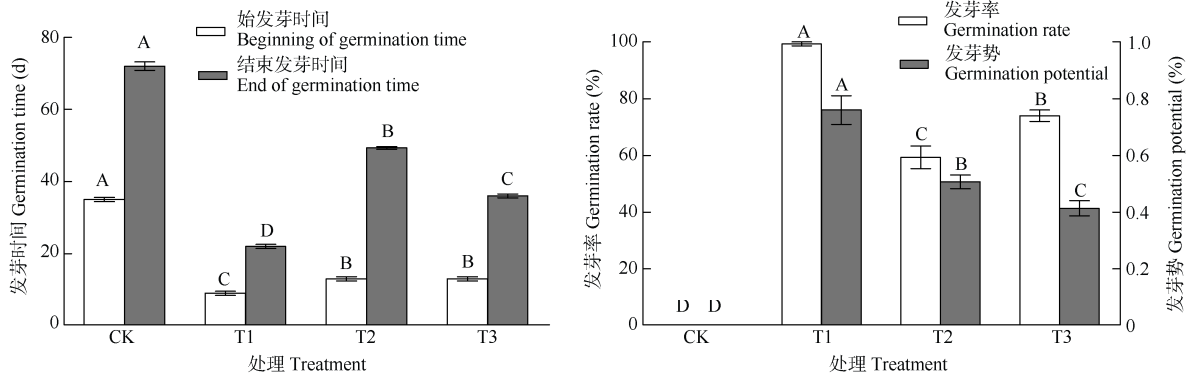 始发芽时间
Beginning of germination time
结束发芽时间
End of germination time
80
60
40
20
0
发芽时间 Germination time (d)
A
A
C
D
B
B
B
C
CK
T1
T2
T3
处理 Treatment
发芽率
Germination rate
发芽势
Germination potential
100
80
60
40
20
0
发芽率 Germination rate (%)
D
D
A
A
C
B
B
C
1.0
0.8
0.6
0.4
0.2
0
发芽势 Germination potential (%)
CK
T1
T2
T3
处理 Treatment